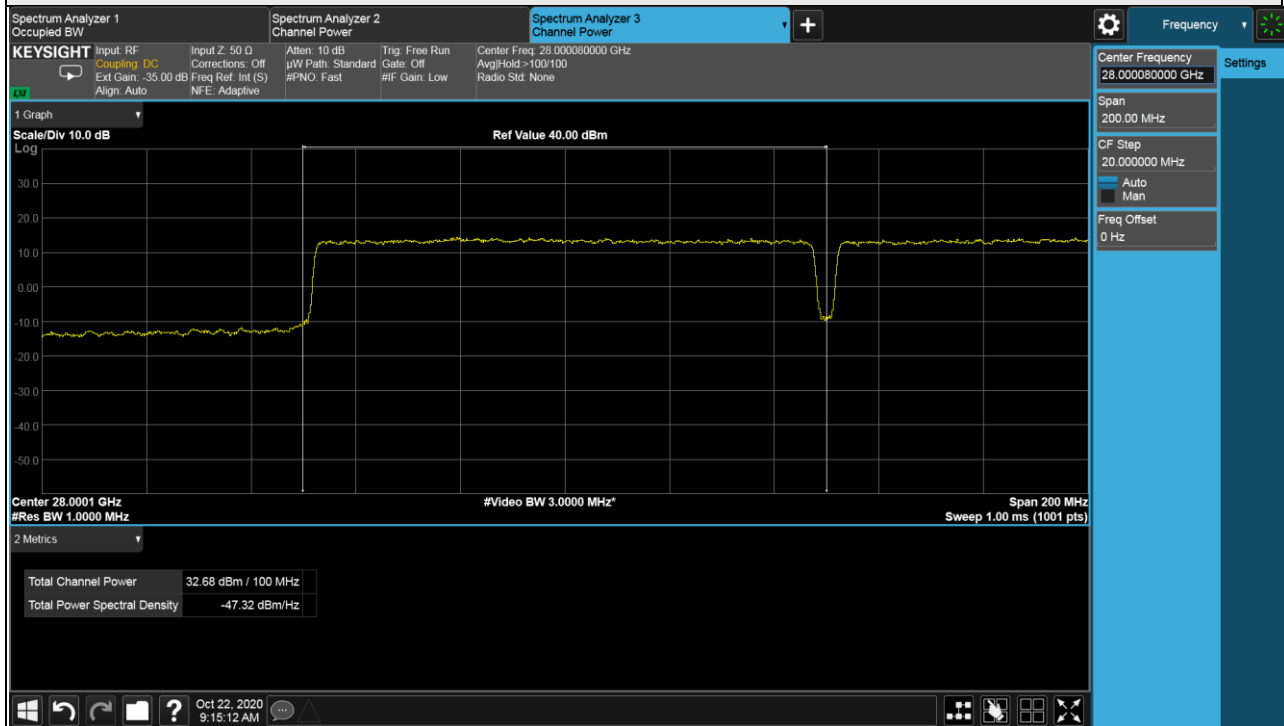 Spectrum Analyzer 1
Occupied BW
Spectrum Analyzer 2
Channel Power
Spectrum Analyzer 3
Channel Power
Frequency
KEYSIGHT
Input: RF
Coupling: DC
Ext Gain: -35.00 dB
Align: Auto
Input Z: 50 Ω
Corrections: Off
Freq Ref: Int (S)
NFE: Adaptive
Atten: 10 dB
µW Path: Standard
#PNO: Fast
Trig: Free Run
Gate: Off
#IF Gain: Low
Center Freq: 28.000080000 GHz
Avg|Hold:>100/100
Radio Std: None
LXI
1 Graph
Scale/Div 10.0 dB
Ref Value 40.00 dBm
Log
30.0
20.0
10.0
0.00
-10.0
-20.0
-30.0
-40.0
-50.0
Center 28.0001 GHz
#Res BW 1.0000 MHz
#Video BW 3.0000 MHz*
Span 200 MHz
Sweep 1.00 ms (1001 pts)
2 Metrics
Total Channel Power 32.68 dBm / 100 MHz
Total Power Spectral Density -47.32 dBm/Hz
Center Frequency
28.000080000 GHz
Settings
Span
200.00 MHz
CF Step
20.000000 MHz
Auto
Man
Freq Offset
0 Hz
?
Oct 22, 2020
9:15:12 AM